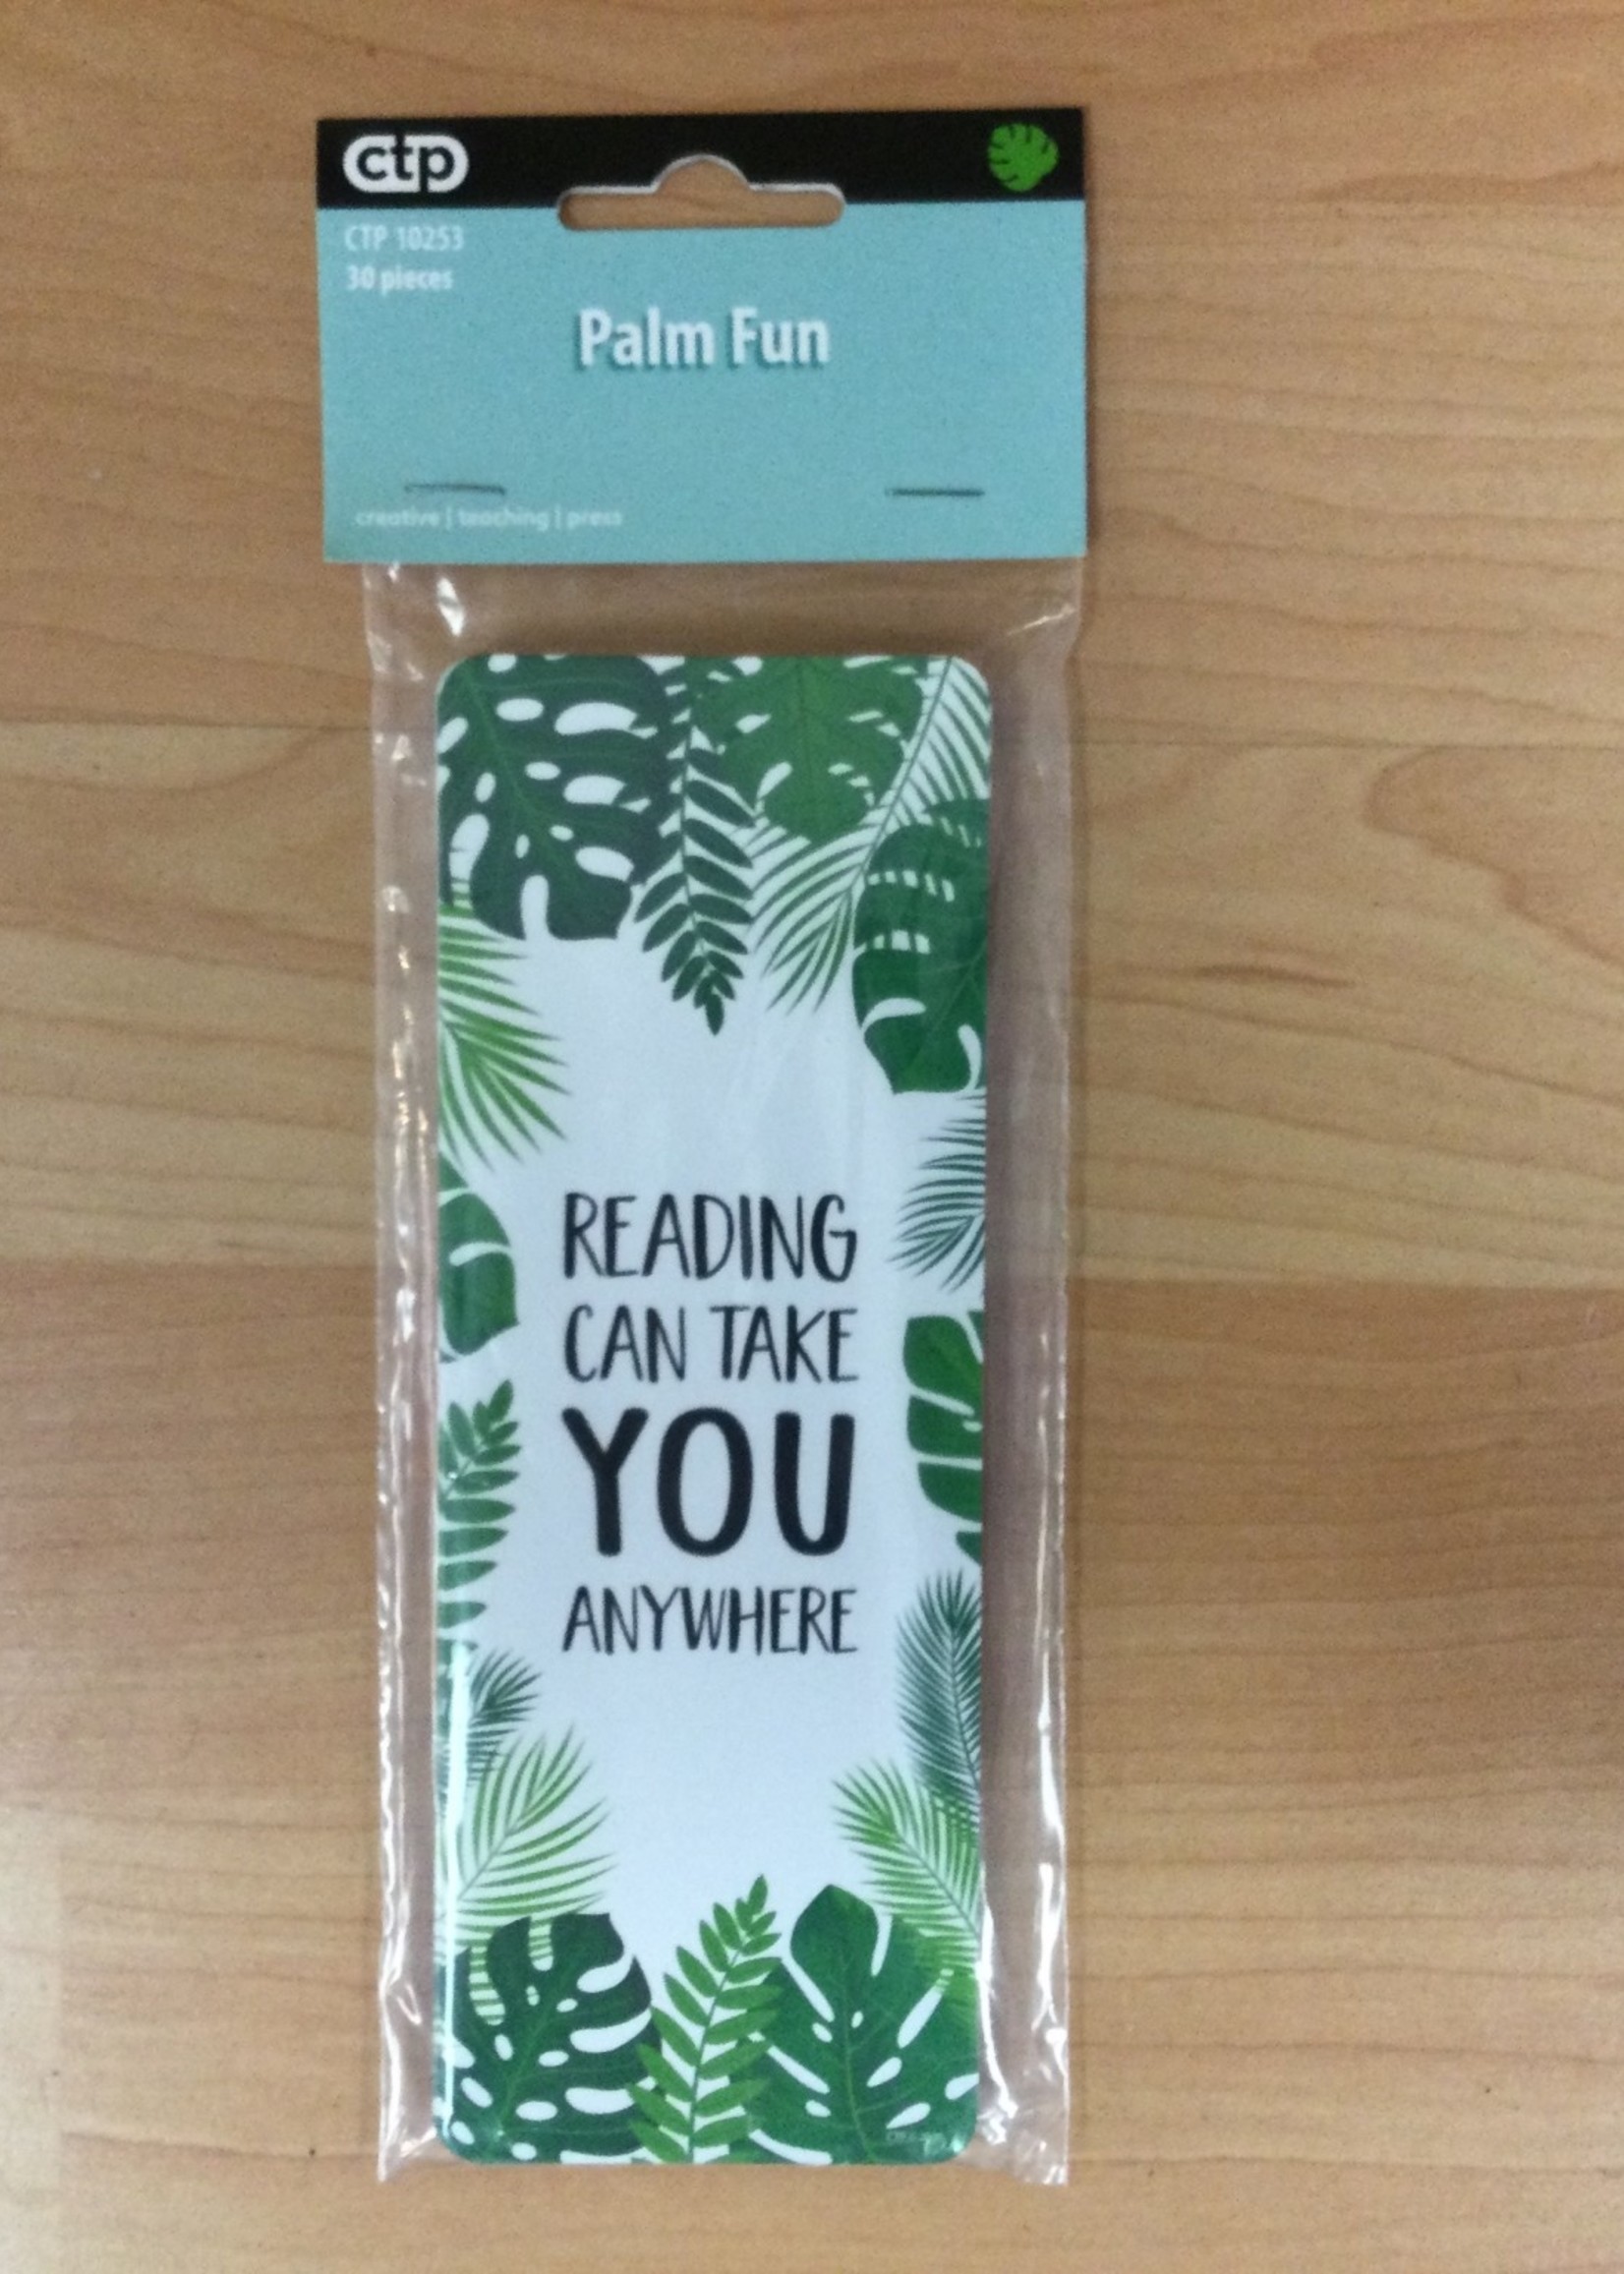 ctp
CTP 10253
30 pieces
Palm Fun
creative | teaching | press
READING
CAN TAKE
YOU
ANYWHERE